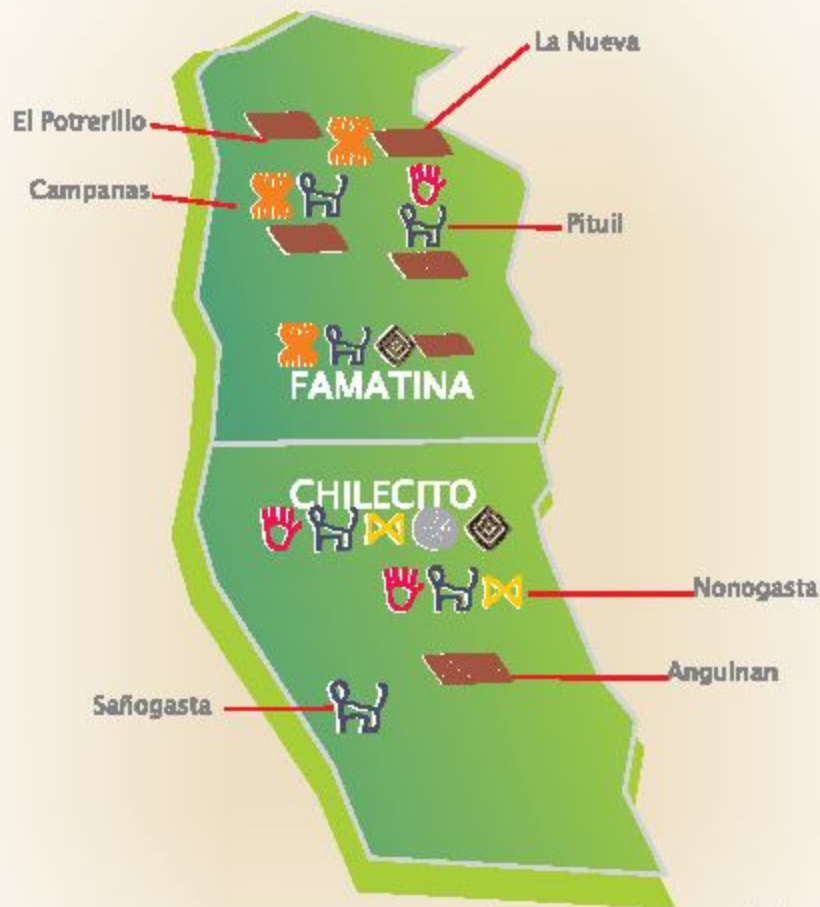 La Nueva
El Potrerillo
Campanas
Pituil
FAMATINA
CHILECITO
Nonogasta
Anguinan
Sañogasta